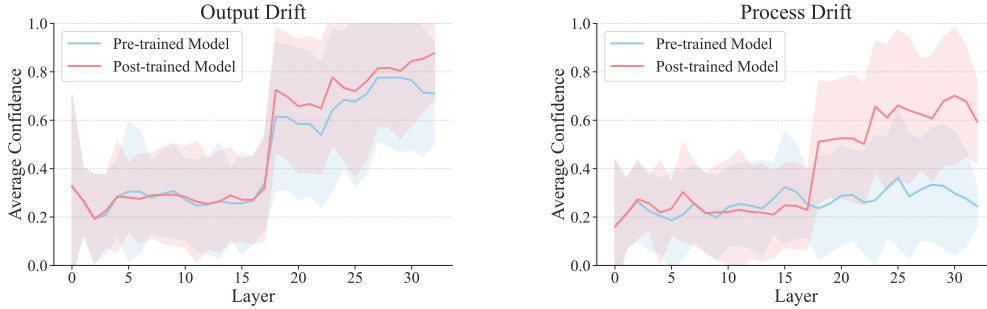 Output Drift
Average Confidence
1.0
0.8
0.6
0.4
0.2
0.0
Pre-trained Model
Post-trained Model
0 5 10 15 20 25 30
Layer
Process Drift
Average Confidence
1.0
0.8
0.6
0.4
0.2
0.0
Pre-trained Model
Post-trained Model
0 5 10 15 20 25 30
Layer